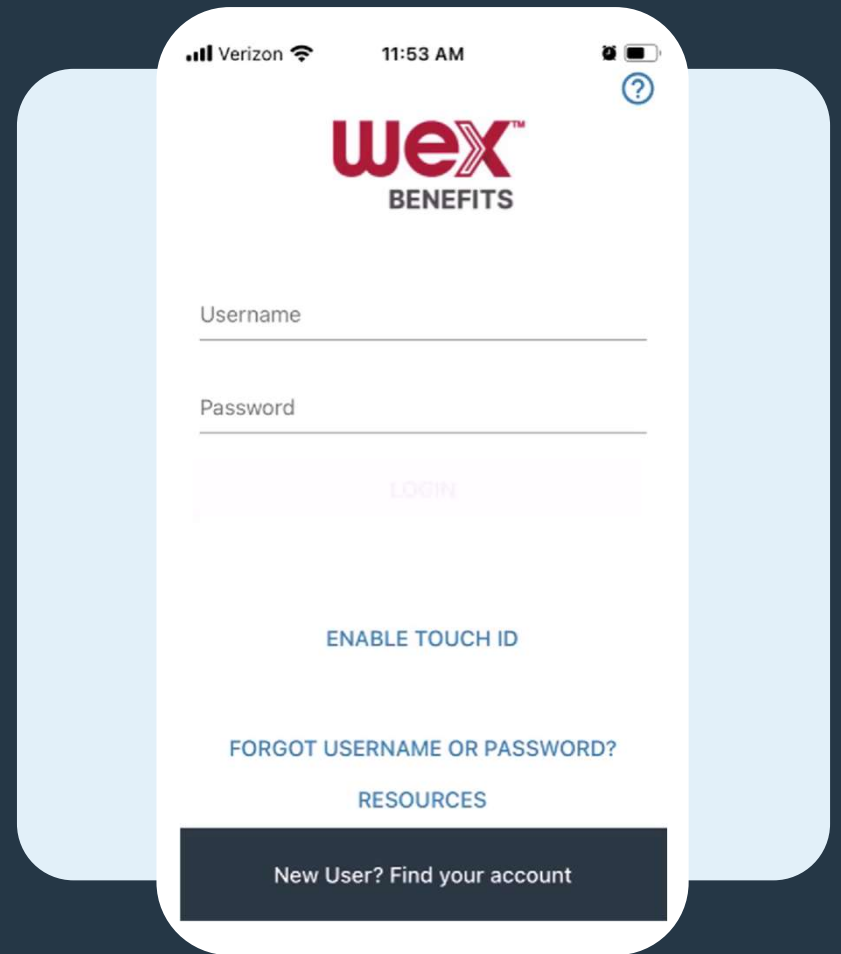 Verizon 11:53 AM
wex™
BENEFITS
Username
Password
LOGIN
ENABLE TOUCH ID
FORGOT USERNAME OR PASSWORD?
RESOURCES
New User? Find your account